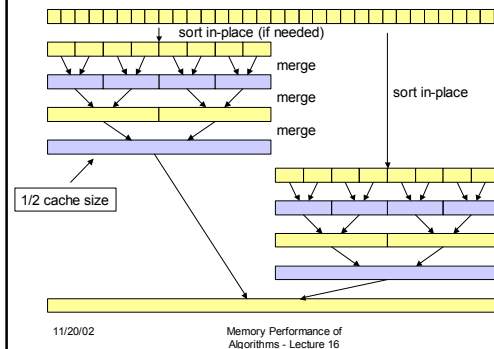 sort in-place (if needed)
merge
merge
sort in-place
merge
1/2 cache size
11/20/02
Memory Performance of
Algorithms - Lecture 16